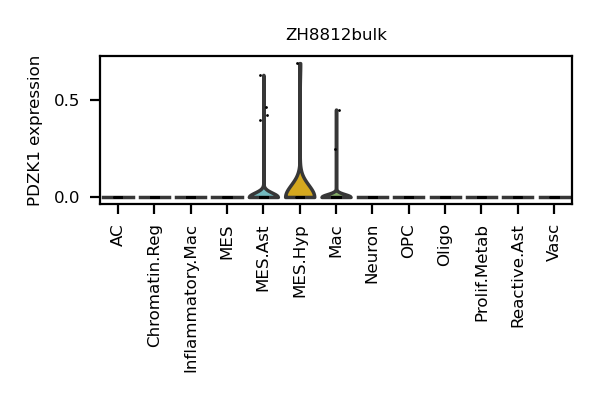 ZH8812bulk
PDZK1 expression
0.5
0.0
AC
Chromatin.Reg
Inflammatory.Mac
MES
MES.Ast
MES.Hyp
Mac
Neuron
OPC
Oligo
Prolif.Metab
Reactive.Ast
Vasc